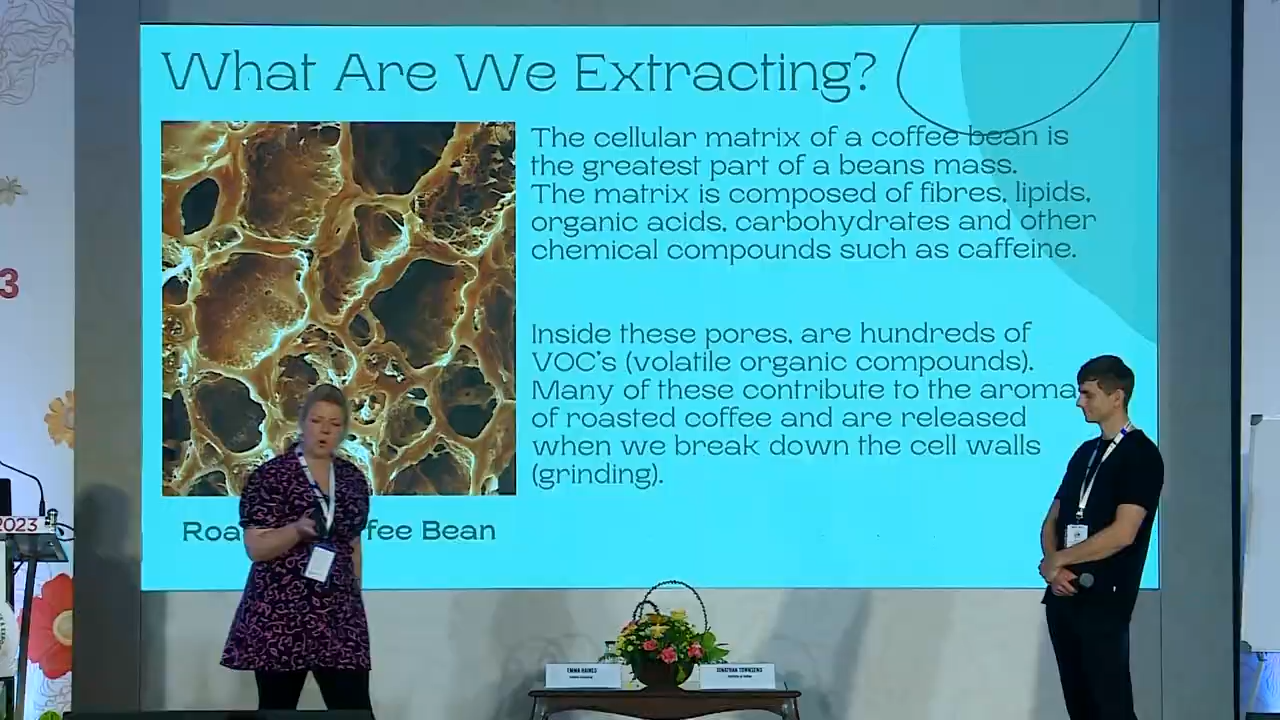 What Are We Extracting?
The cellular matrix of a coffee bean is
the greatest part of a beans mass.
The matrix is composed of fibres, lipids,
organic acids, carbohydrates and other
chemical compounds such as caffeine.
Inside these pores, are hundreds of
VOC's (volatile organic compounds).
Many of these contribute to the aroma
of roasted coffee and are released
when we break down the cell walls
(grinding).
Roa ffee Bean
3
2023
EMMA HAINES
JONATHAN TOWNSEND